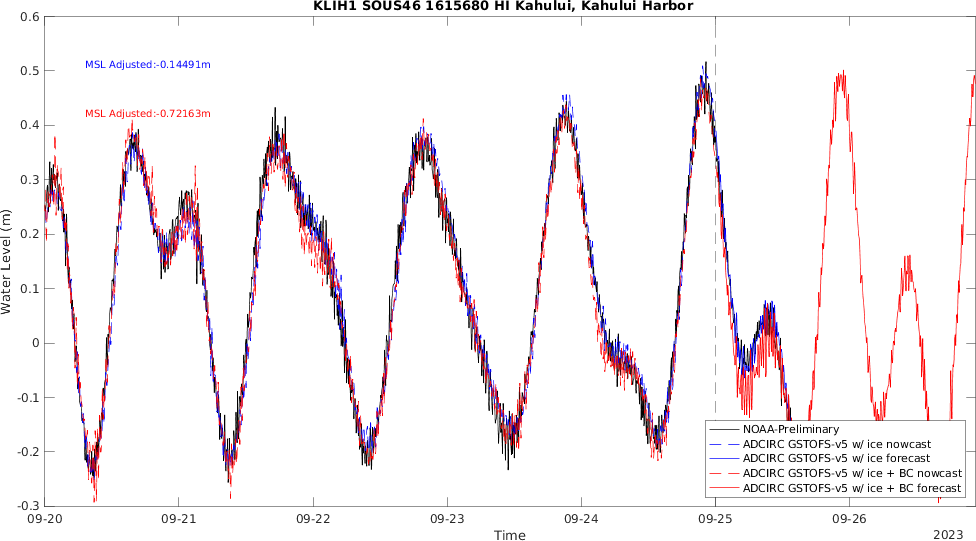 KLIH1 SOUS46 1615680 HI Kahului, Kahului Harbor
0.6
0.5
0.4
0.3
0.2
0.1
0
-0.1
-0.2
-0.3
Water Level (m)
MSL Adjusted:-0.14491m
MSL Adjusted:-0.72163m
NOAA-Preliminary
ADCIRC GSTOFS-v5 w/ ice nowcast
ADCIRC GSTOFS-v5 w/ ice forecast
ADCIRC GSTOFS-v5 w/ ice + BC nowcast
ADCIRC GSTOFS-v5 w/ ice + BC forecast
09-20 09-21 09-22 09-23 09-24 09-25 09-26
Time
2023